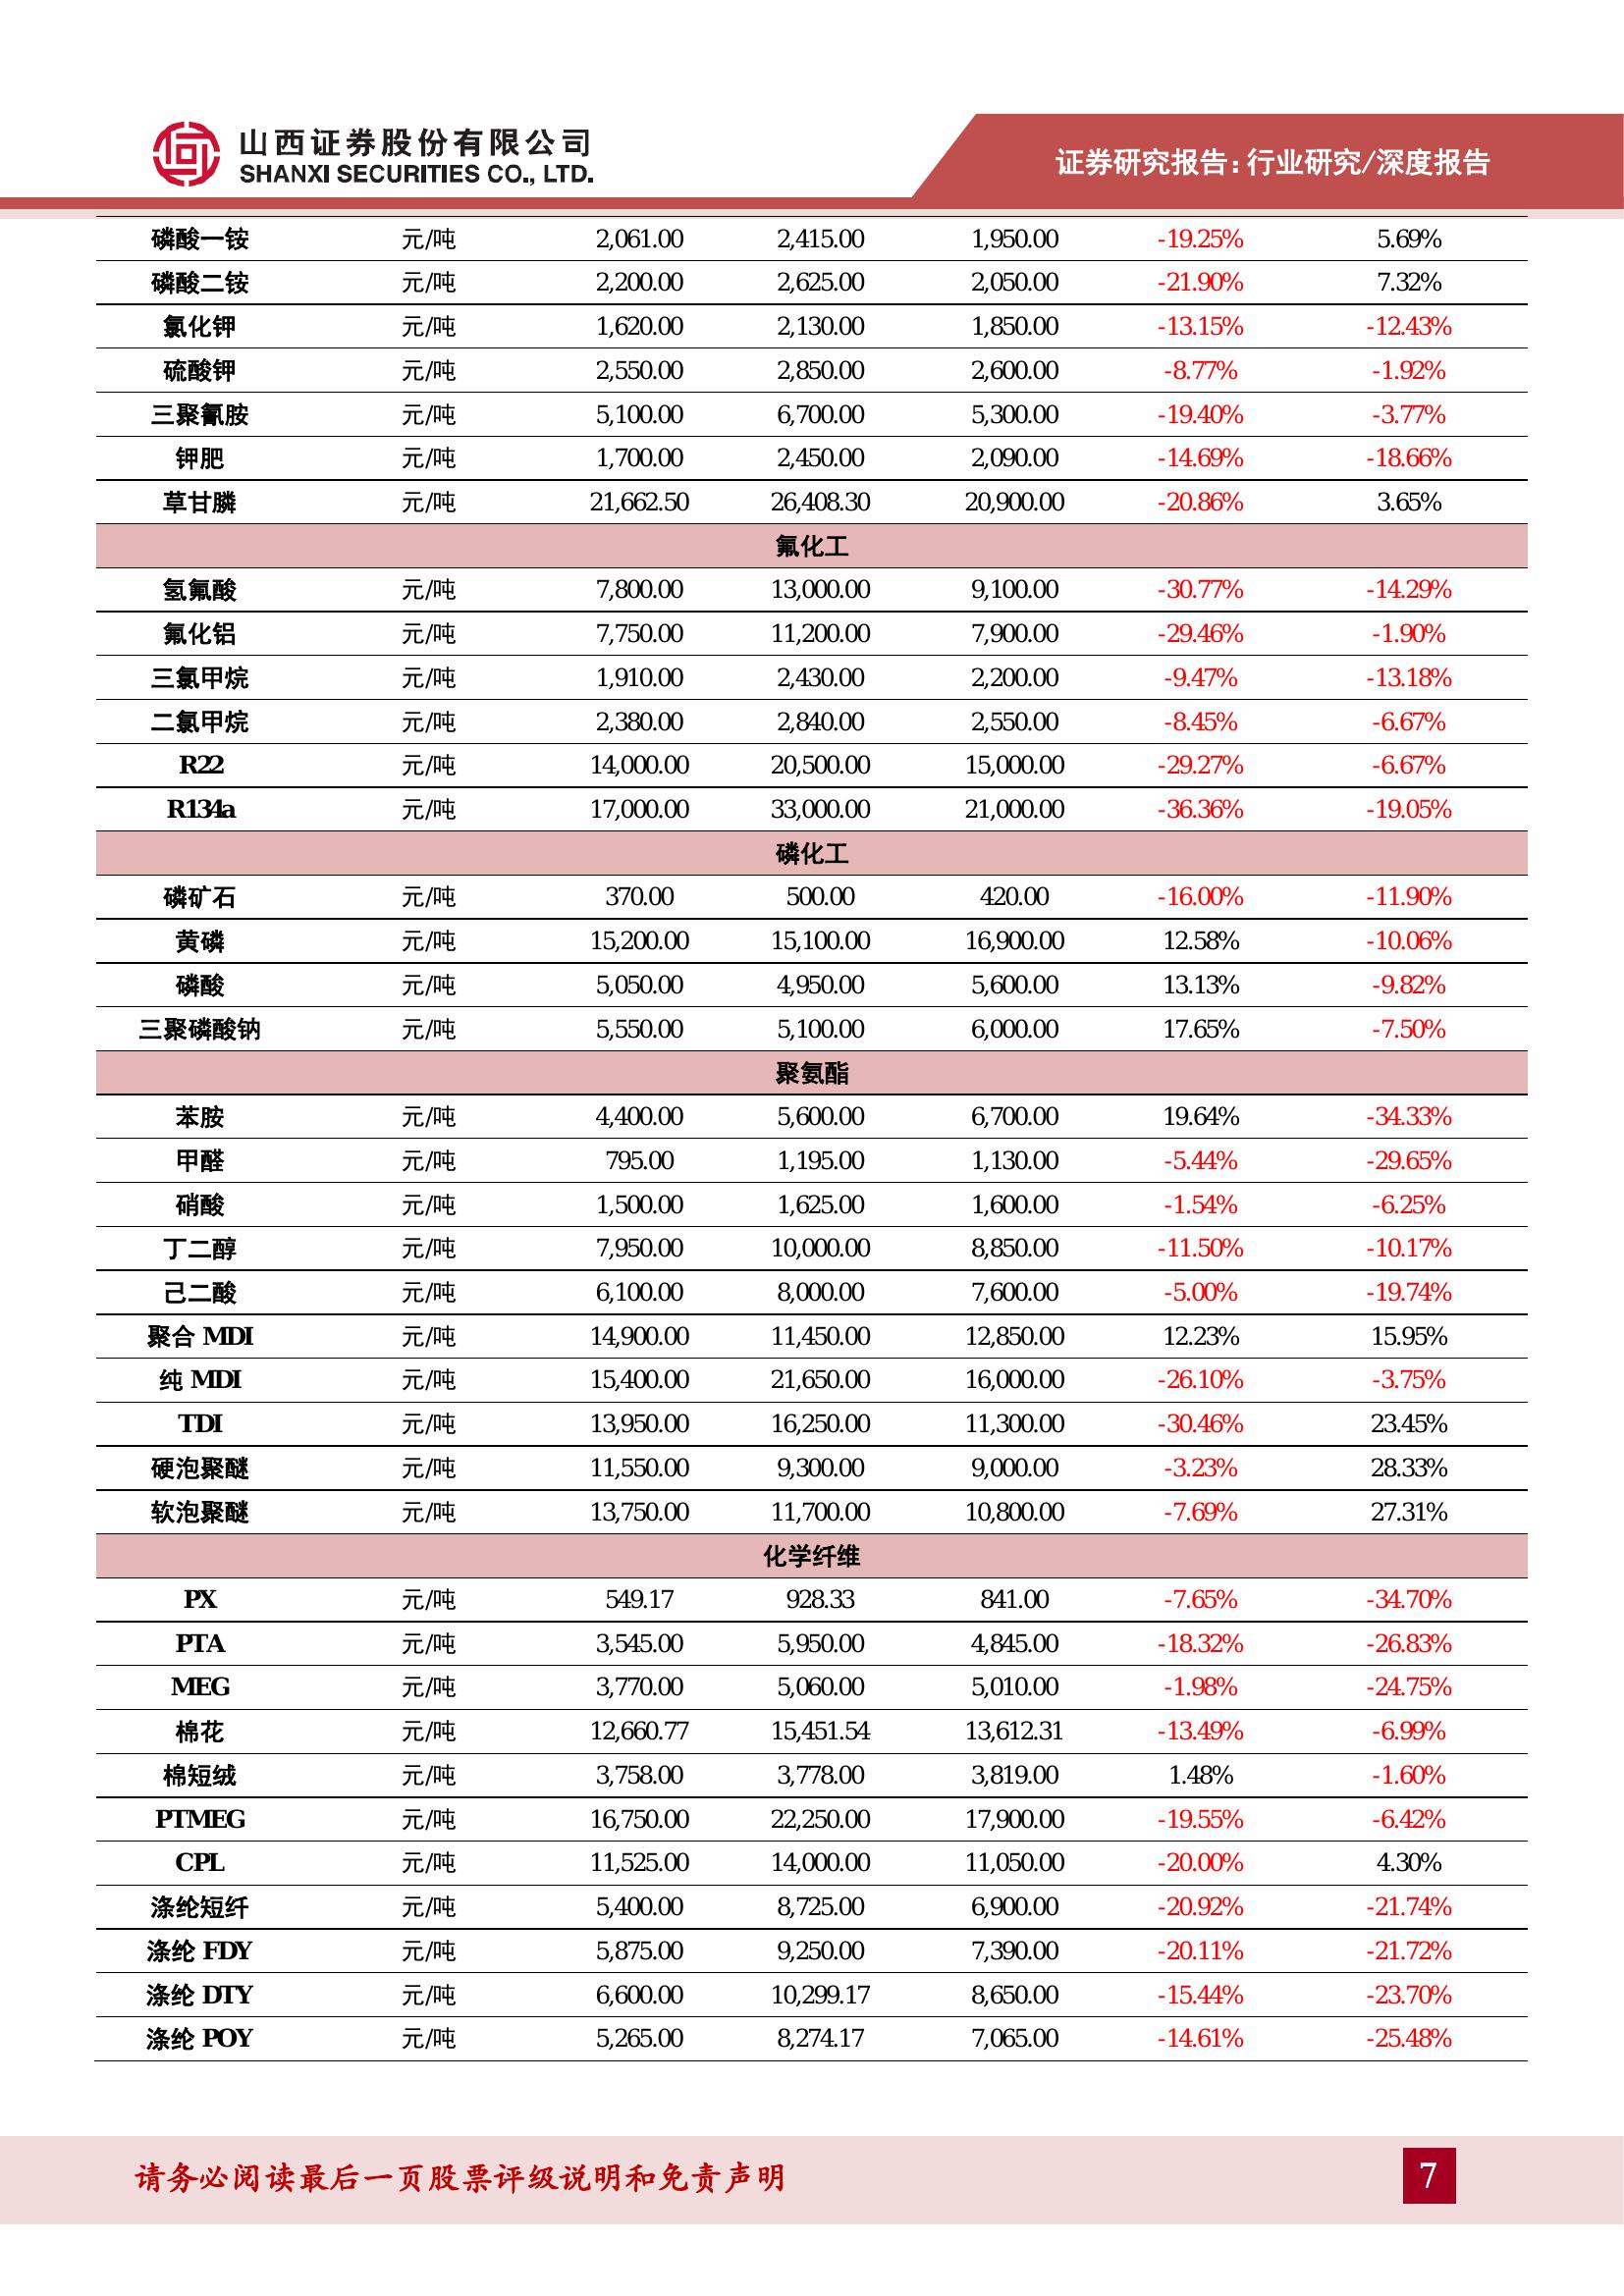 山西证券股份有限公司
SHANXI SECURITIES CO., LTD.
证券研究报告：行业研究/深度报告
磷酸一铵 元/吨 2,061.00 2,415.00 1,950.00 -19.25% 5.69%
磷酸二铵 元/吨 2,200.00 2,625.00 2,050.00 -21.90% 7.32%
氯化钾 元/吨 1,620.00 2,130.00 1,850.00 -13.15% -12.43%
硫酸钾 元/吨 2,550.00 2,850.00 2,600.00 -8.77% -1.92%
三聚氰胺 元/吨 5,100.00 6,700.00 5,300.00 -19.40% -3.77%
钾肥 元/吨 1,700.00 2,450.00 2,090.00 -14.69% -18.66%
草甘膦 元/吨 21,662.50 26,408.30 20,900.00 -20.86% 3.65%
氟化工
氢氟酸 元/吨 7,800.00 13,000.00 9,100.00 -30.77% -14.29%
氟化铝 元/吨 7,750.00 11,200.00 7,900.00 -29.46% -1.90%
三氯甲烷 元/吨 1,910.00 2,430.00 2,200.00 -9.47% -13.18%
二氯甲烷 元/吨 2,380.00 2,840.00 2,550.00 -8.45% -6.67%
R22 元/吨 14,000.00 20,500.00 15,000.00 -29.27% -6.67%
R134a 元/吨 17,000.00 33,000.00 21,000.00 -36.36% -19.05%
磷化工
磷矿石 元/吨 370.00 500.00 420.00 -16.00% -11.90%
黄磷 元/吨 15,200.00 15,100.00 16,900.00 12.58% -10.06%
磷酸 元/吨 5,050.00 4,950.00 5,600.00 13.13% -9.82%
三聚磷酸钠 元/吨 5,550.00 5,100.00 6,000.00 17.65% -7.50%
聚氨酯
苯胺 元/吨 4,400.00 5,600.00 6,700.00 19.64% -34.33%
甲醛 元/吨 795.00 1,195.00 1,130.00 -5.44% -29.65%
硝酸 元/吨 1,500.00 1,625.00 1,600.00 -1.54% -6.25%
丁二醇 元/吨 7,950.00 10,000.00 8,850.00 -11.50% -10.17%
己二酸 元/吨 6,100.00 8,000.00 7,600.00 -5.00% -19.74%
聚合 MDI 元/吨 14,900.00 11,450.00 12,850.00 12.23% 15.95%
纯 MDI 元/吨 15,400.00 21,650.00 16,000.00 -26.10% -3.75%
TDI 元/吨 13,950.00 16,250.00 11,300.00 -30.46% 23.45%
硬泡聚醚 元/吨 11,550.00 9,300.00 9,000.00 -3.23% 28.33%
软泡聚醚 元/吨 13,750.00 11,700.00 10,800.00 -7.69% 27.31%
化学纤维
PX 元/吨 549.17 928.33 841.00 -7.65% -34.70%
PTA 元/吨 3,545.00 5,950.00 4,845.00 -18.32% -26.83%
MEG 元/吨 3,770.00 5,060.00 5,010.00 -1.98% -24.75%
棉花 元/吨 12,660.77 15,451.54 13,612.31 -13.49% -6.99%
棉短绒 元/吨 3,758.00 3,778.00 3,819.00 1.48% -1.60%
PTMEG 元/吨 16,750.00 22,250.00 17,900.00 -19.55% -6.42%
CPL 元/吨 11,525.00 14,000.00 11,050.00 -20.00% 4.30%
涤纶短纤 元/吨 5,400.00 8,725.00 6,900.00 -20.92% -21.74%
涤纶 FDY 元/吨 5,875.00 9,250.00 7,390.00 -20.11% -21.72%
涤纶 DTY 元/吨 6,600.00 10,299.17 8,650.00 -15.44% -23.70%
涤纶 POY 元/吨 5,265.00 8,274.17 7,065.00 -14.61% -25.48%
请务必阅读最后一页股票评级说明和免责声明
7